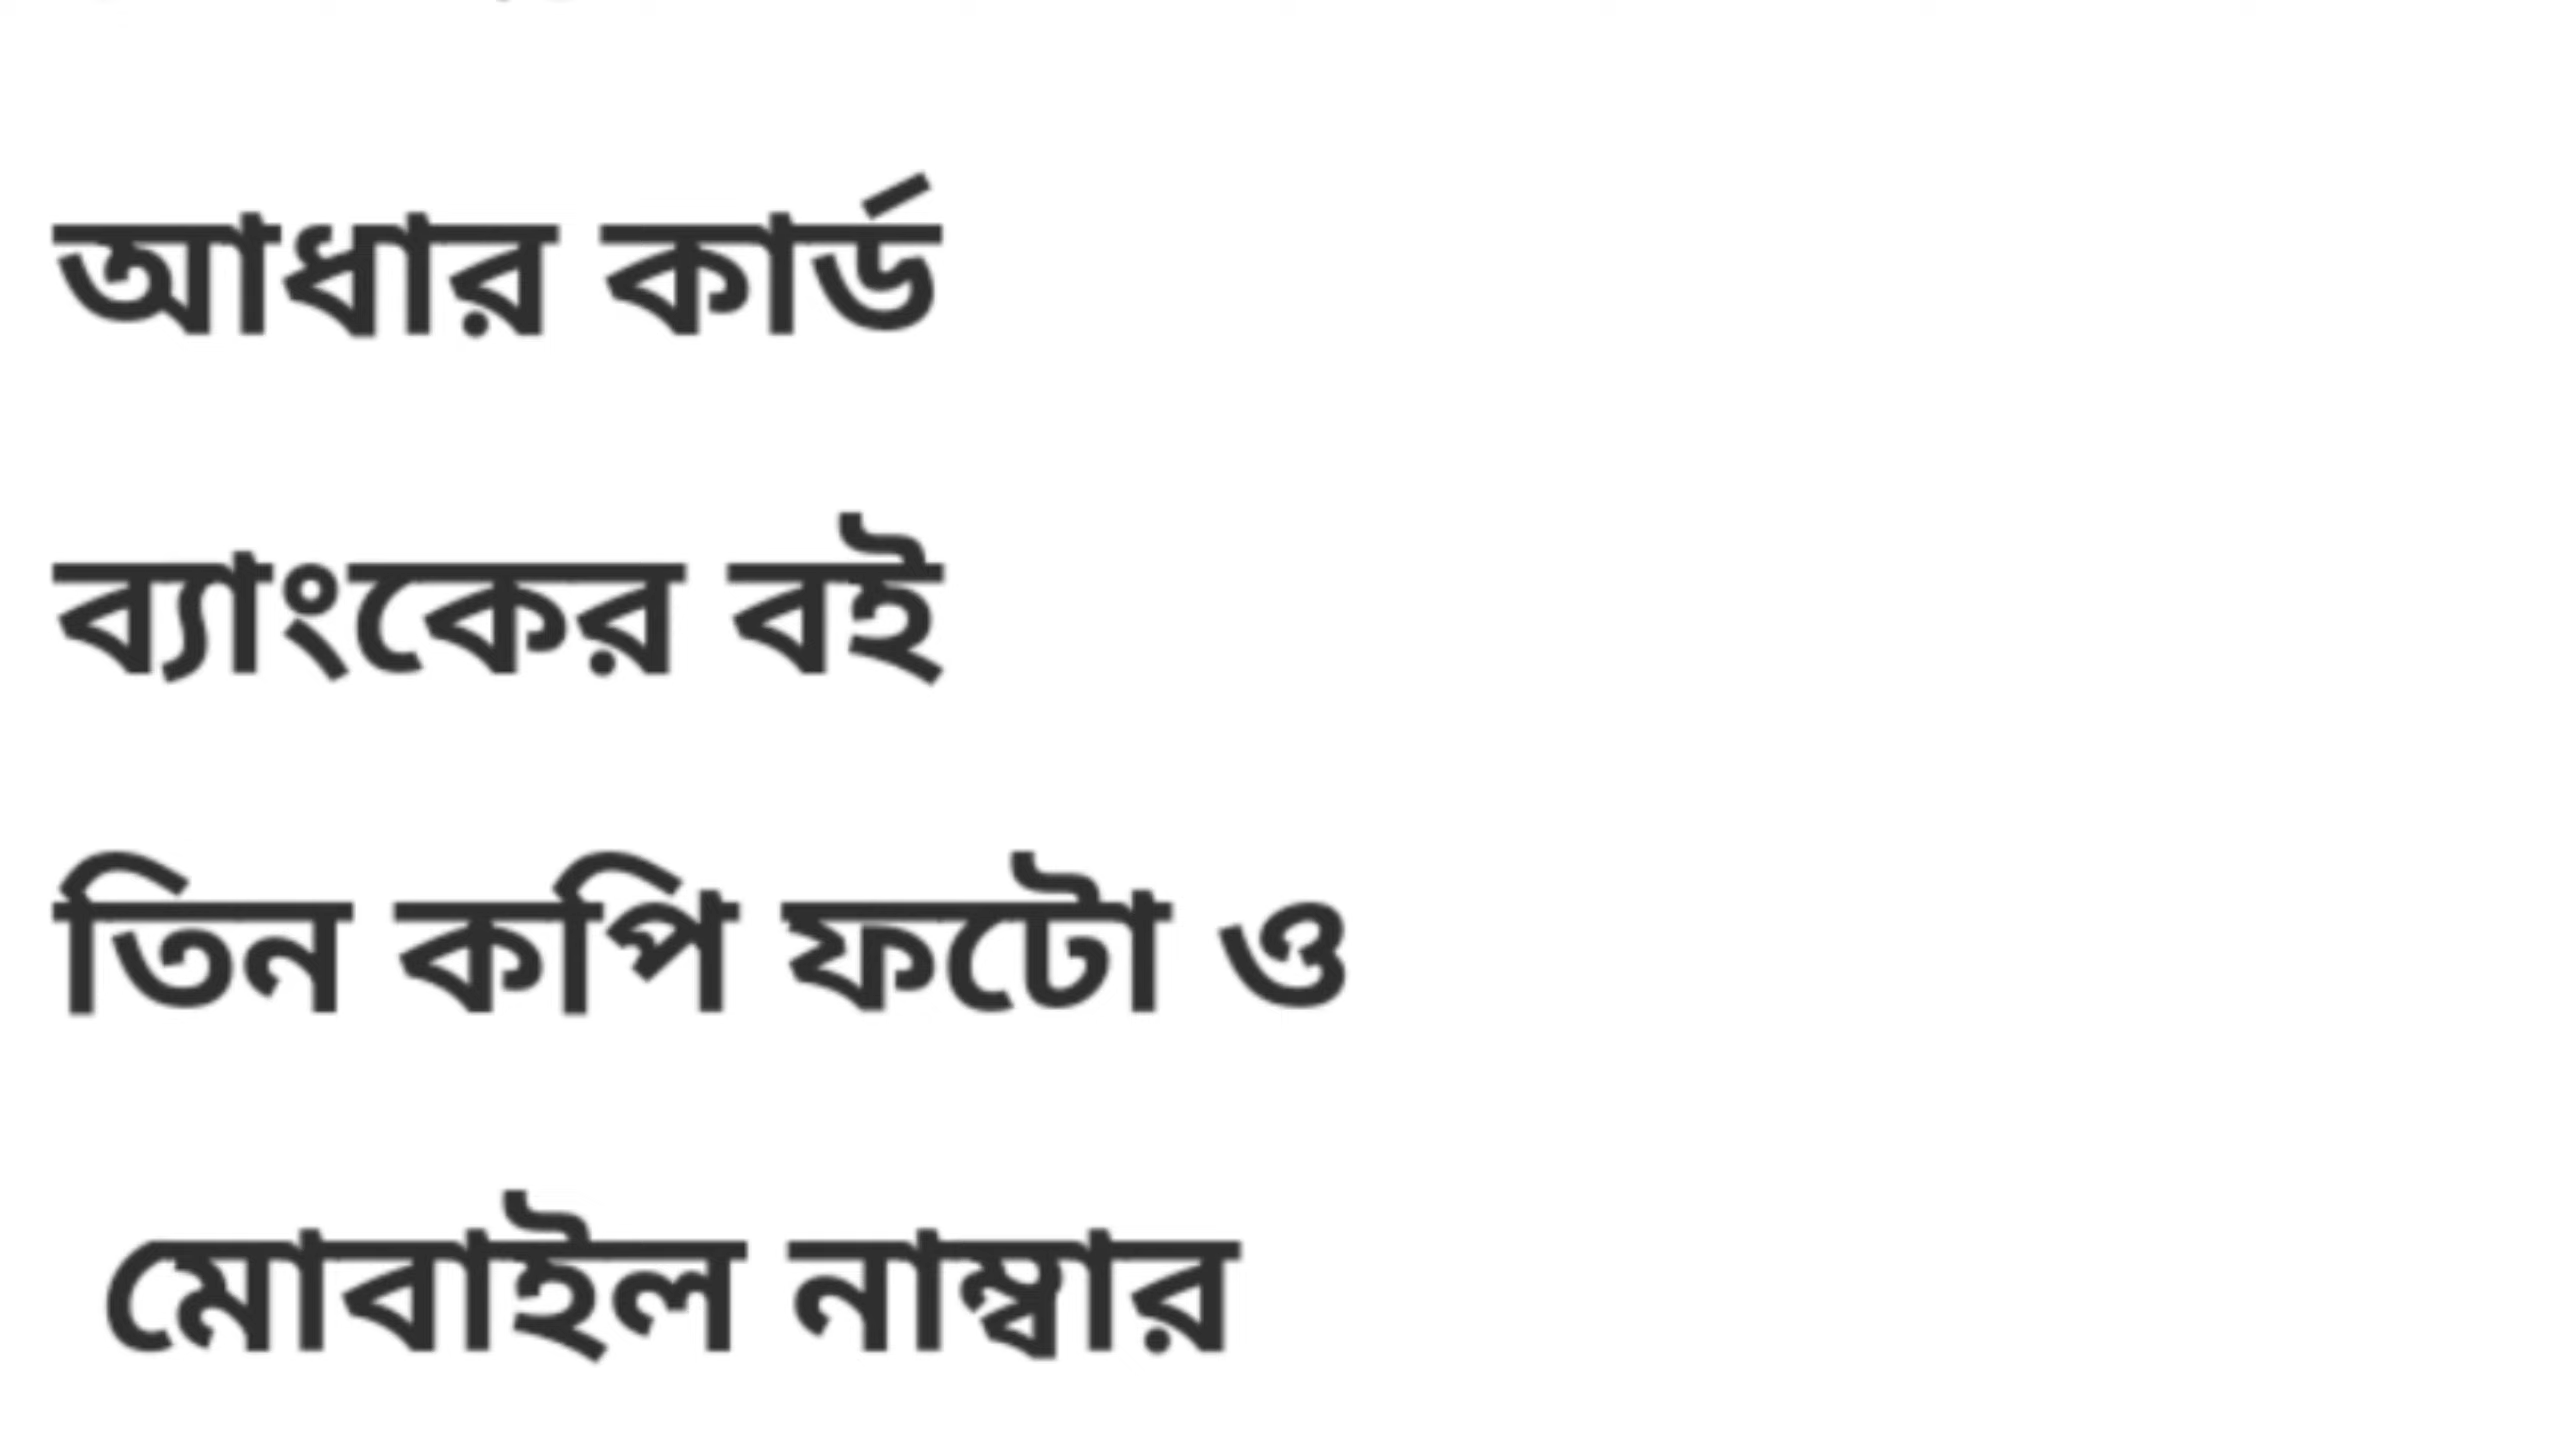 আধার কার্ড
ব্যাংকের বই
তিন কপি ফটো ও
মোবাইল নাম্বার